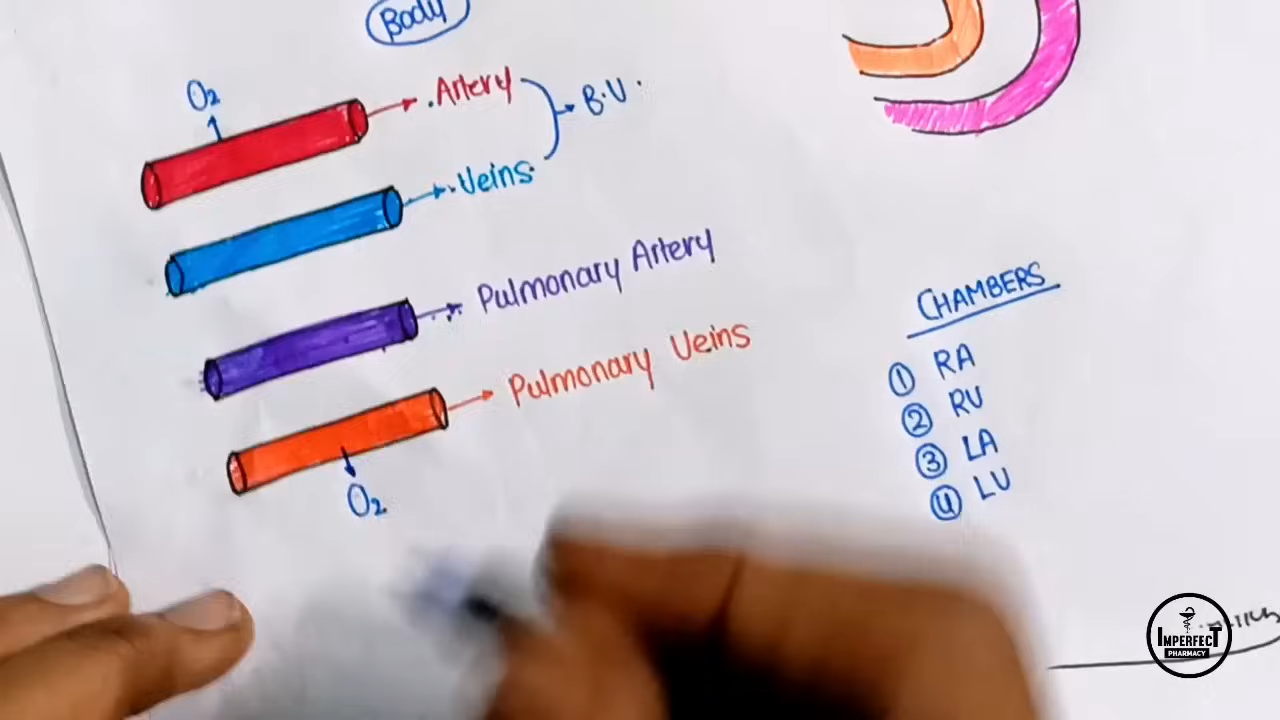 Body
O₂
Artery
B.V.
Veins
Pulmonary Artery
Pulmonary Veins
O₂
CHAMBERS
1 RA
2 RV
3 LA
4 LV
IMPERFECT
PHARMACY